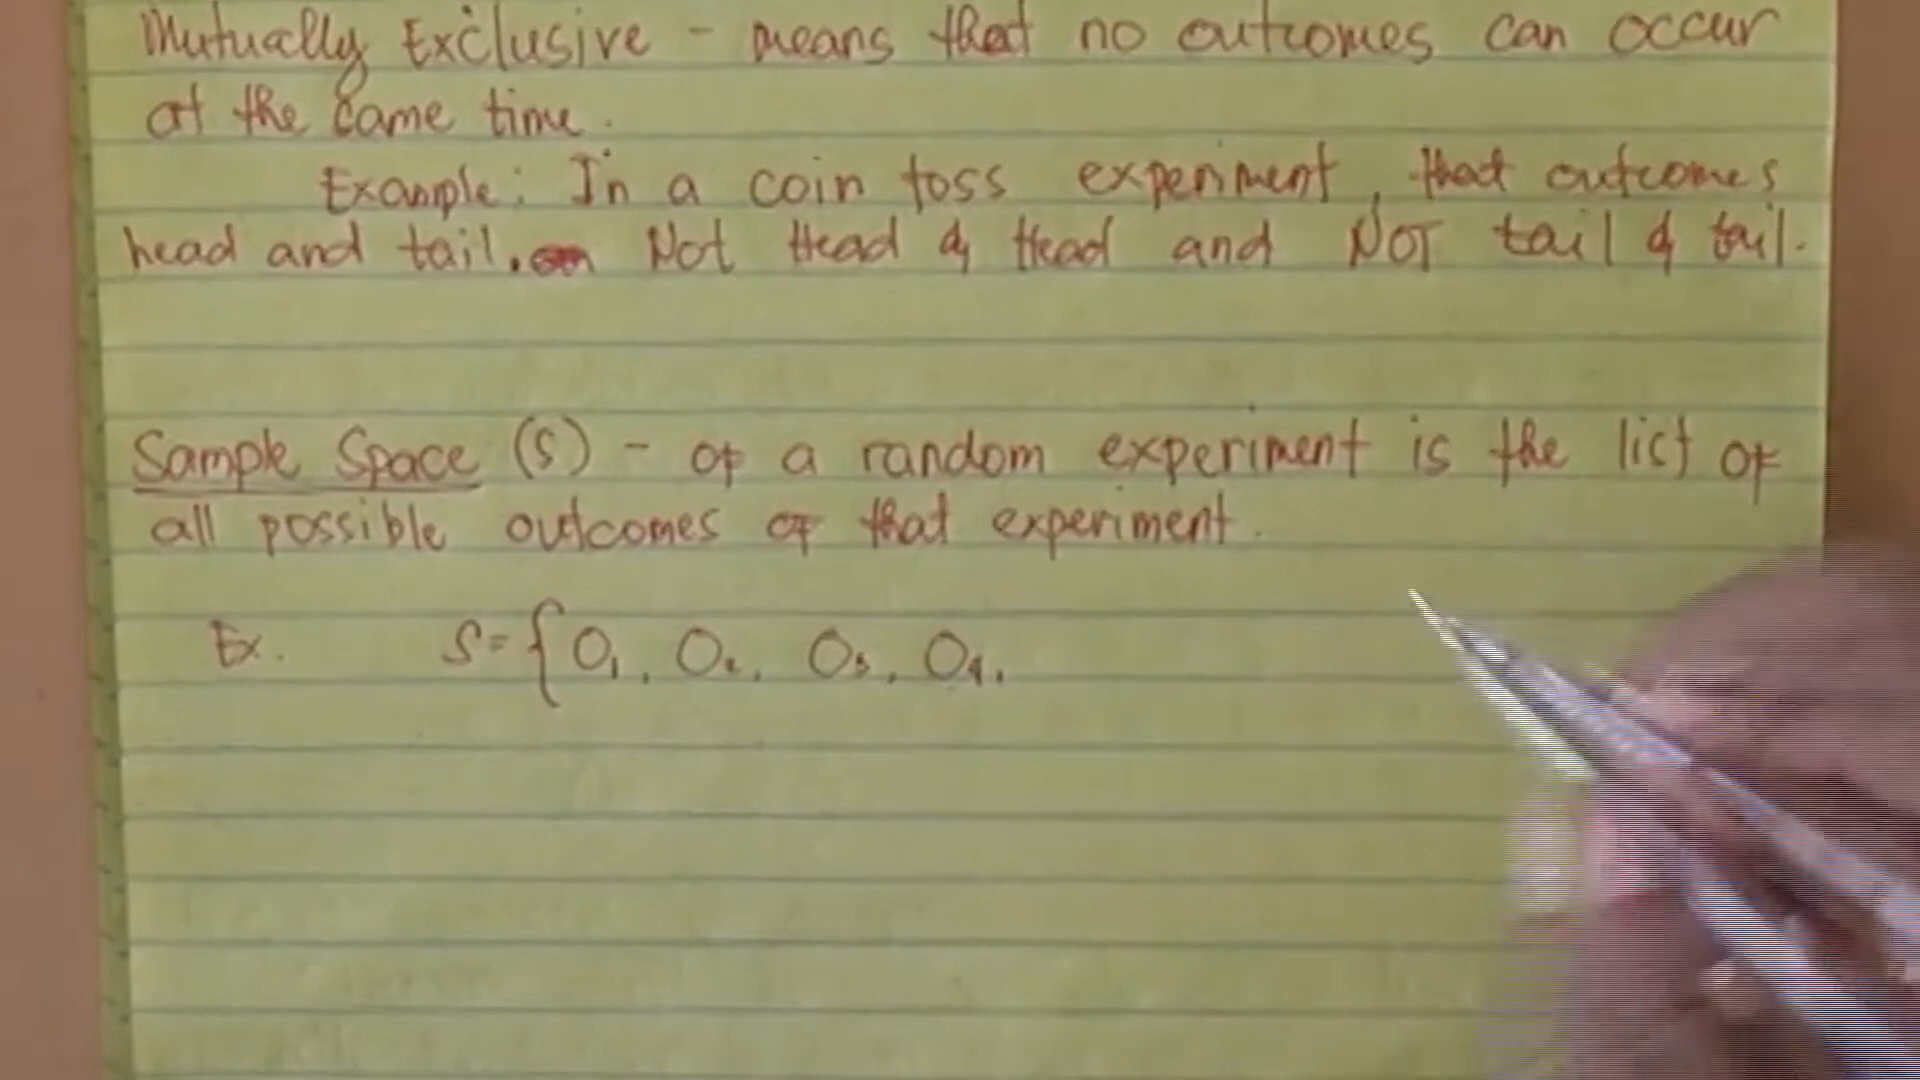 Mutually Exclusive - means that no outcomes can occur
at the same time.
Example: In a coin toss experiment, that outcomes
head and tail. Not Head & Head and NOT tail & tail.
Sample Space (S) - of a random experiment is the list of
all possible outcomes of that experiment.
Ex. S={O₁, O₂, O₃, O₄,